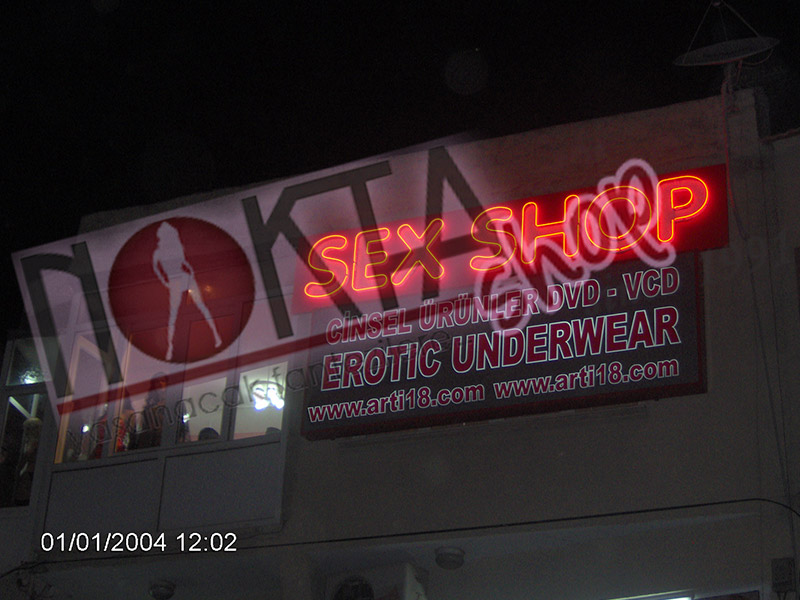 SEX SHOP
CİNSEL ÜRÜNLER DVD - VCD
EROTIC UNDERWEAR
www.arti18.com www.arti18.com
NOKTA
Shop
01/01/2004 12:02